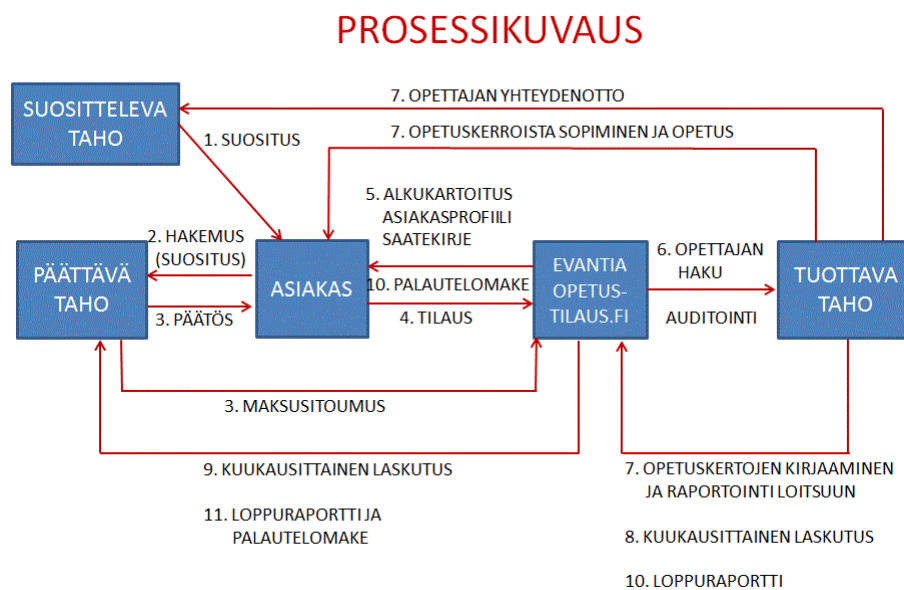 PROSESSIKUVAUS
SUOSITTELEVA
TAHO
7. OPETTAJAN YHTEYDENOTTO
1. SUOSITUS
7. OPETUSKERROISTA SOPIMINEN JA OPETUS
5. ALKUKARTOITUS
ASIAKASPROFIILI
SAATEKIRJE
2. HAKEMUS
(SUOSITUS)
PÄÄTTÄVÄ
TAHO
3. PÄÄTÖS
ASIAKAS
10. PALAUTELOMAKE
4. TILAUS
EVANTIA
OPETUS-
TILAUS.FI
6. OPETTAJAN
HAKU
AUDITOINTI
TUOTTAVA
TAHO
3. MAKSUSITOUMUS
9. KUUKAUSITTAINEN LASKUTUS
11. LOPPURAPORTTI JA
PALAUTELOMAKE
7. OPETUSKERTOJEN KIRJAAMINEN
JA RAPORTOINTI LOITSUUN
8. KUUKAUSITTAINEN LASKUTUS
10. LOPPURAPORTTI